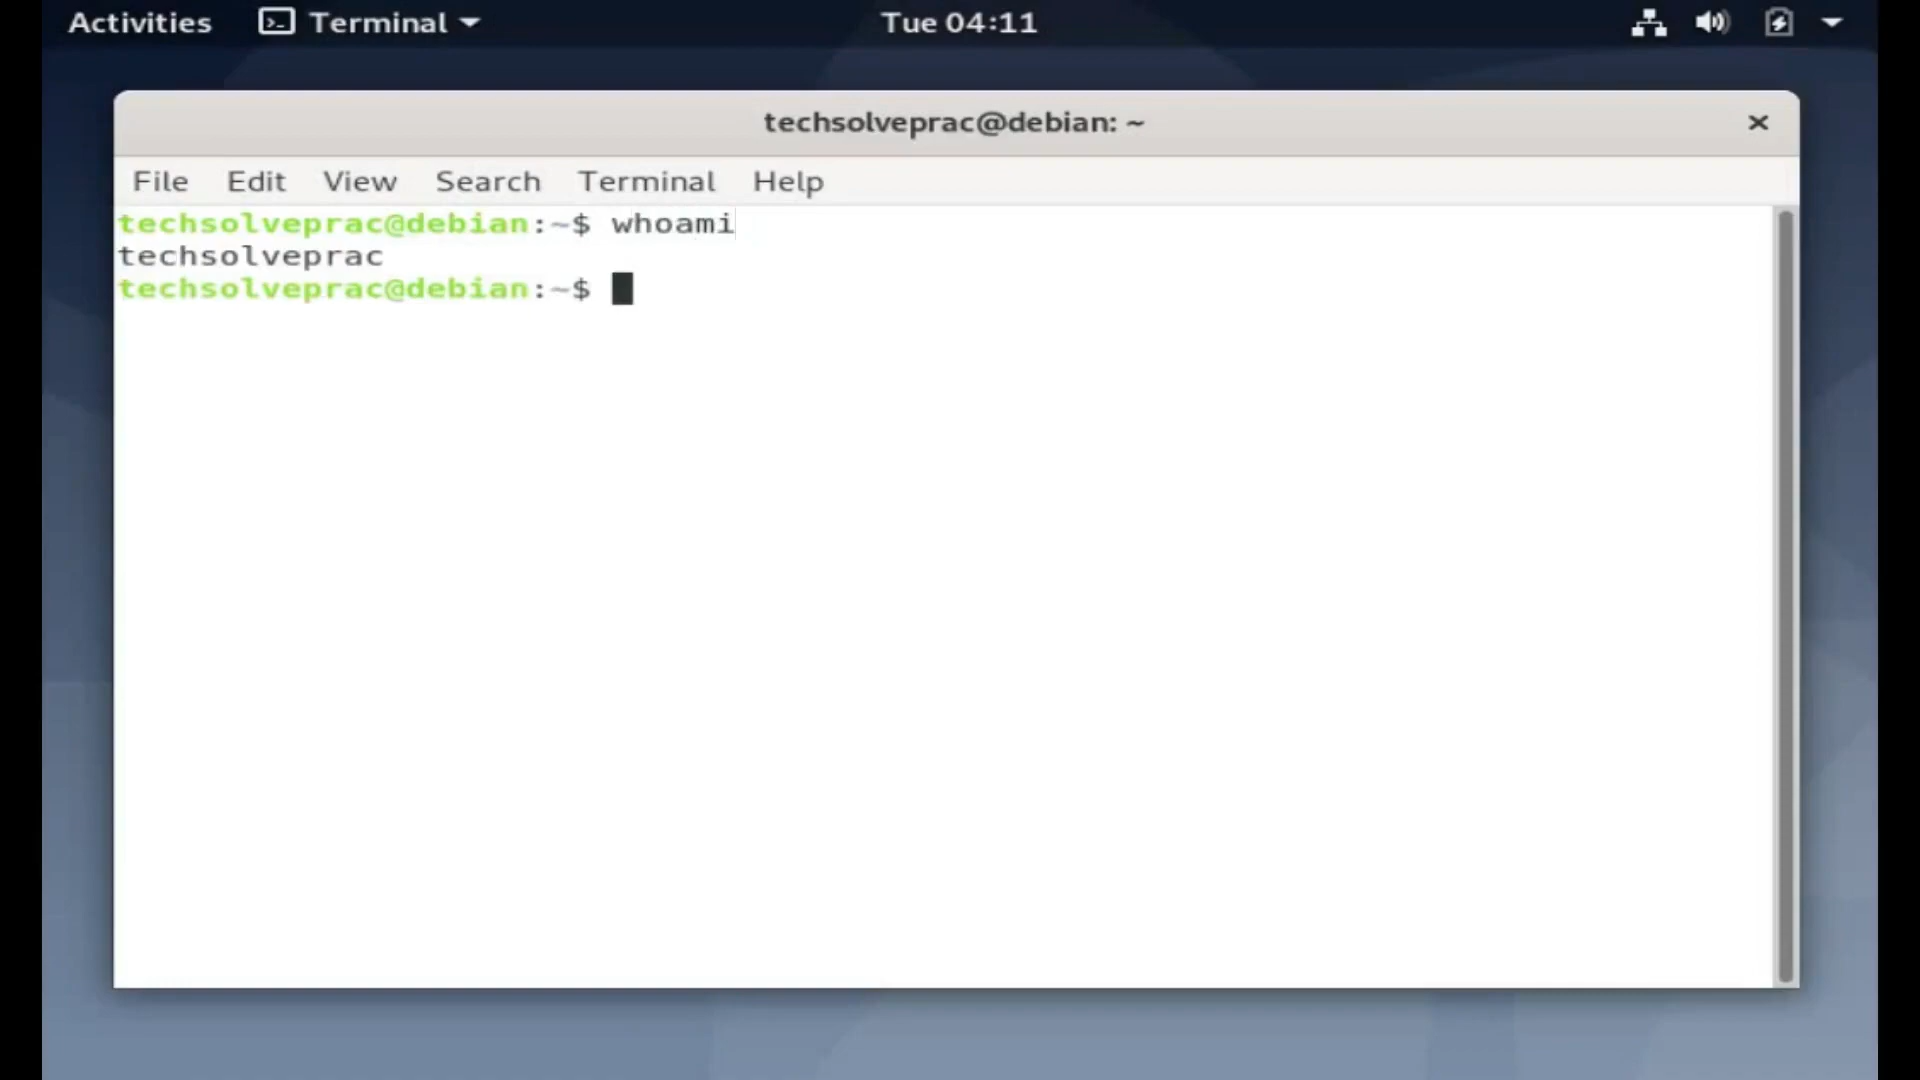 Activities Terminal Tue 04:11
techsolveprac@debian: ~
File Edit View Search Terminal Help
techsolveprac@debian:~$ whoami
techsolveprac
techsolveprac@debian:~$